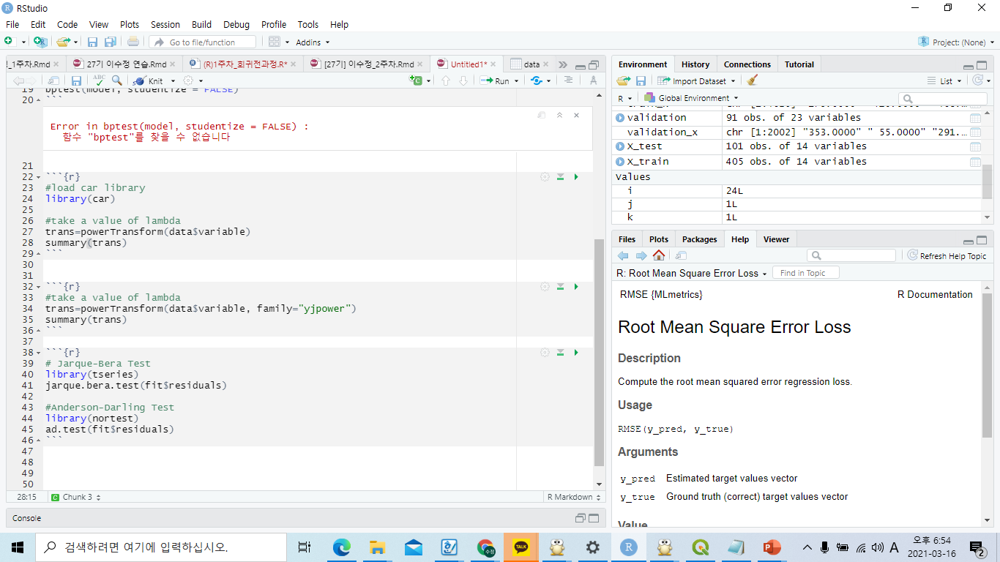 RStudio
File Edit Code View Plots Session Build Debug Profile Tools Help
Go to file/function Addins Project: (None)
_1주차.Rmd 27기 이수정 연습.Rmd (R)1주차_회귀전과정.R* [27기] 이수정_2주차.Rmd Untitled1* data
ABC Knit Run
19 bptest(model, studentize = FALSE)
20 ```
Error in bptest(model, studentize = FALSE) :
함수 "bptest"를 찾을 수 없습니다
21
22 ```{r}
23 #load car library
24 library(car)
25
26 #take a value of lambda
27 trans=powerTransform(data$variable)
28 summary(trans)
29 ```
30
31
32 ```{r}
33 #take a value of lambda
34 trans=powerTransform(data$variable, family="yjpower")
35 summary(trans)
36 ```
37
38 ```{r}
39 # Jarque-Bera Test
40 library(tseries)
41 jarque.bera.test(fit$residuals)
42
43 #Anderson-Darling Test
44 library(nortest)
45 ad.test(fit$residuals)
46 ```
47
48
49
50
28:15 C Chunk 3 R Markdown
Console
Environment History Connections Tutorial
Import Dataset List
R Global Environment
validation 91 obs. of 23 variables
validation_x chr [1:2002] "353.0000" " 55.0000" "291...
X_test 101 obs. of 14 variables
X_train 405 obs. of 14 variables
Values
i 24L
j 1L
k 1L
Files Plots Packages Help Viewer
Refresh Help Topic
R: Root Mean Square Error Loss Find in Topic
RMSE {MLmetrics} R Documentation
Root Mean Square Error Loss
Description
Compute the root mean squared error regression loss.
Usage
RMSE(y_pred, y_true)
Arguments
y_pred Estimated target values vector
y_true Ground truth (correct) target values vector
Value
검색하려면 여기에 입력하십시오.
수정 TALK R P A 오후 6:54
2021-03-16 2